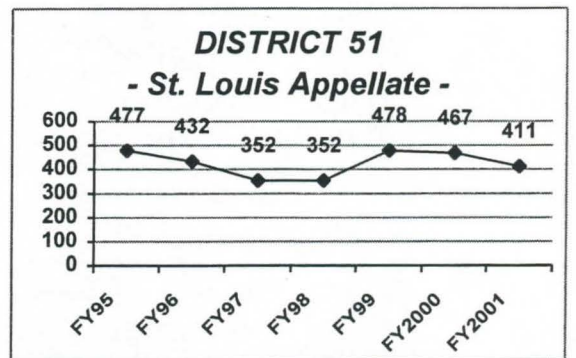 DISTRICT 51
- St. Louis Appellate -
600
500
400
300
200
100
0
477
432
352
352
478
467
411
FY95
FY96
FY97
FY98
FY99
FY2000
FY2001